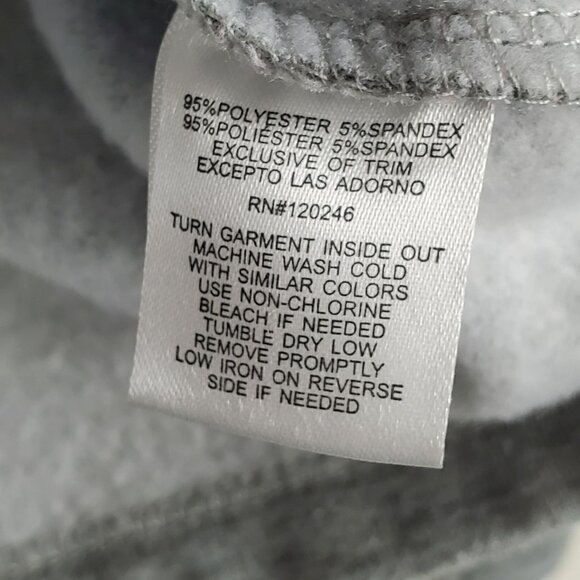 95%POLYESTER 5%SPANDEX
95%POLIESTER 5%SPANDEX
EXCLUSIVE OF TRIM
EXCEPTO LAS ADORNO
RN#120246
TURN GARMENT INSIDE OUT
MACHINE WASH COLD
WITH SIMILAR COLORS
USE NON-CHLORINE
BLEACH IF NEEDED
TUMBLE DRY LOW
REMOVE PROMPTLY
LOW IRON ON REVERSE
SIDE IF NEEDED